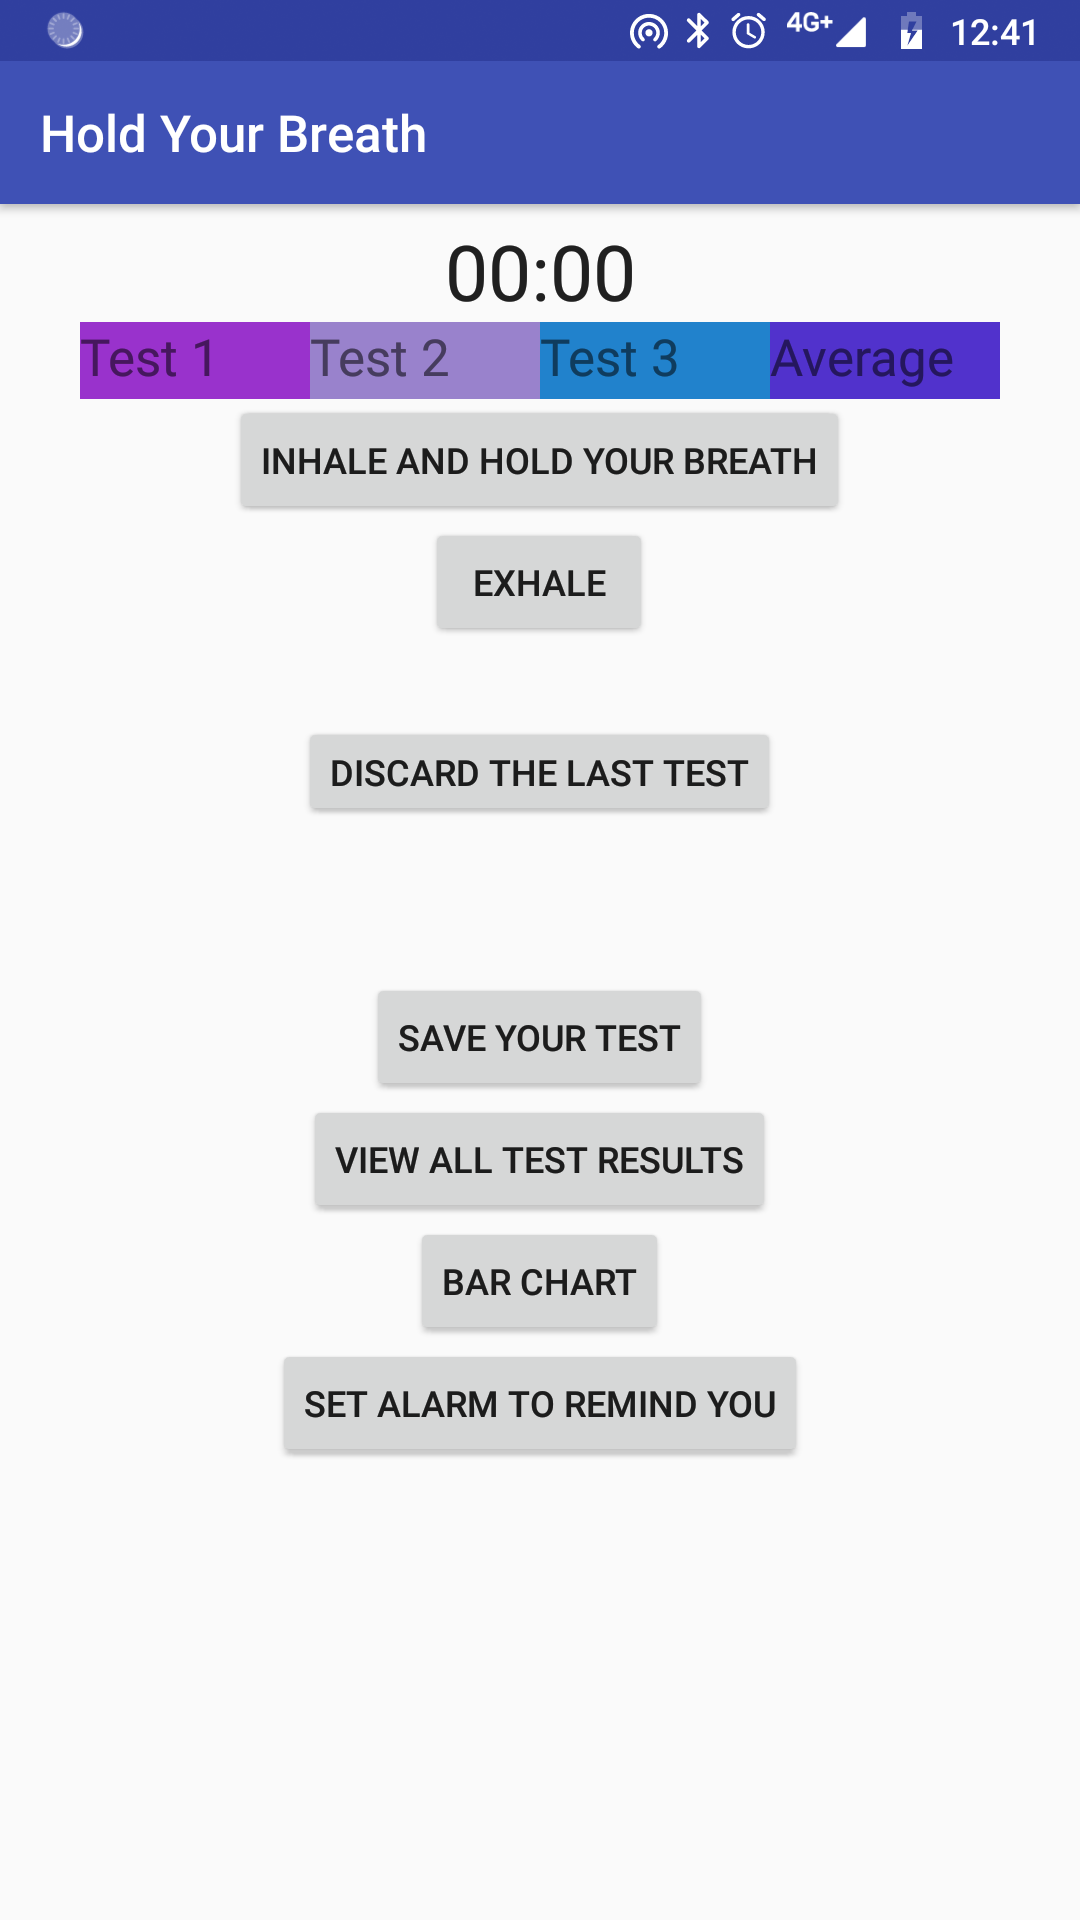 4G+ 12:41
Hold Your Breath
00:00
Test 1 Test 2 Test 3 Average
INHALE AND HOLD YOUR BREATH
EXHALE
DISCARD THE LAST TEST
SAVE YOUR TEST
VIEW ALL TEST RESULTS
BAR CHART
SET ALARM TO REMIND YOU